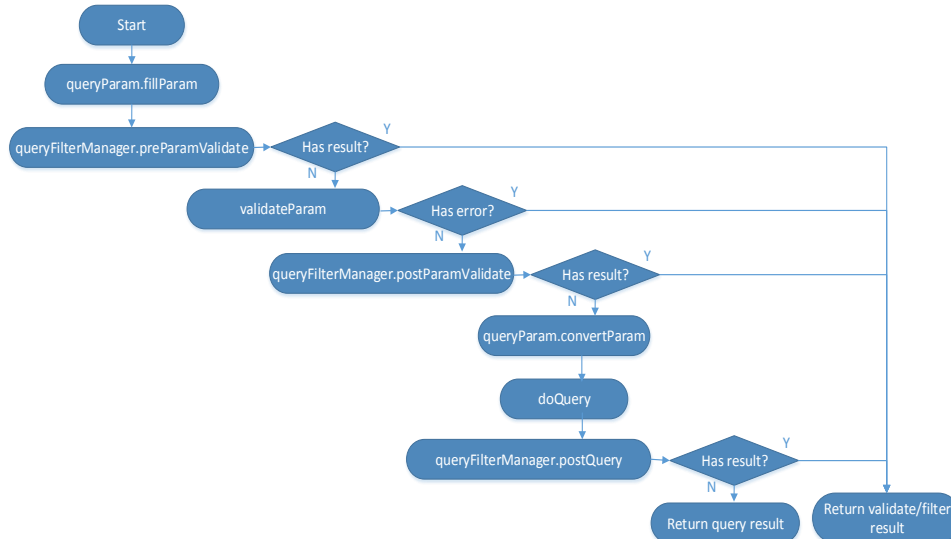 Start
queryParam.fillParam
queryFilterManager.preParamValidate
Has result?
Y
N
validateParam
Has error?
Y
N
queryFilterManager.postParamValidate
Has result?
Y
N
queryParam.convertParam
doQuery
queryFilterManager.postQuery
Has result?
Y
N
Return query result
Return validate/filter
result